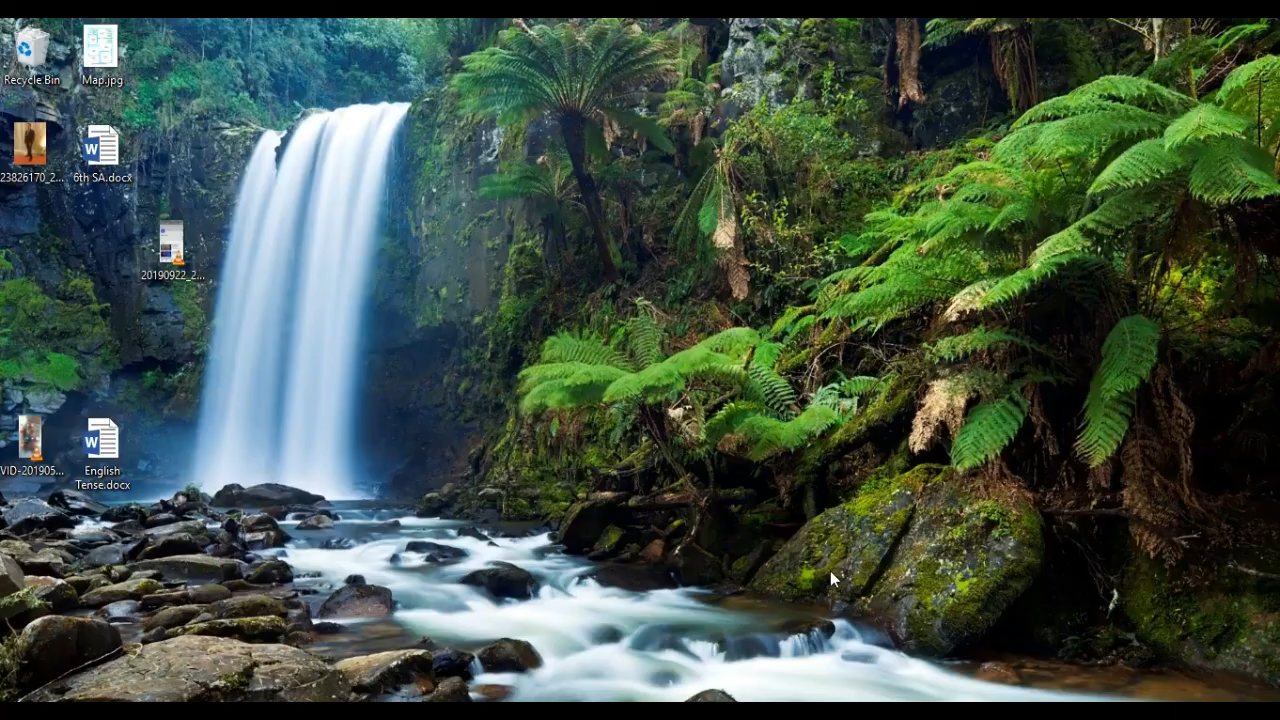 Recycle Bin
Map.jpg
23826170_2...
6th SA.docx
20190922_2...
VID-201905...
English
Tense.docx